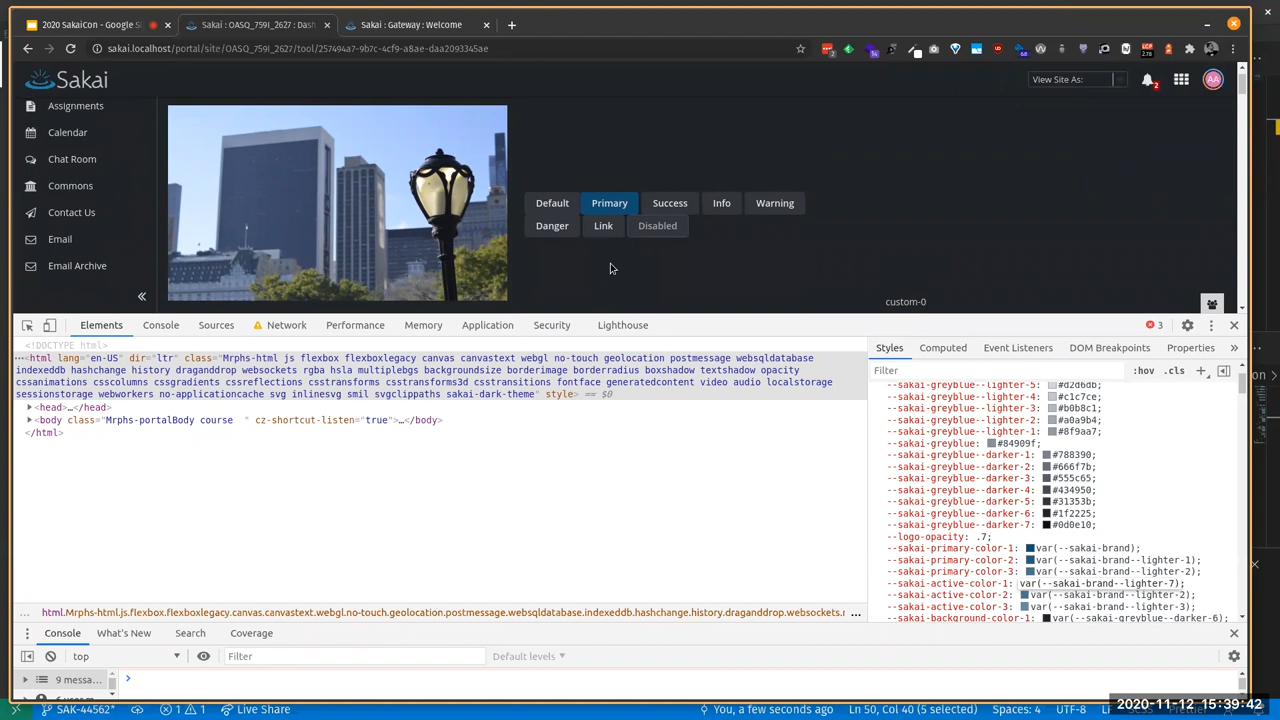 2020 SakaiCon - Google S
Sakai : OASQ_759I_2627 : Dash
Sakai : Gateway : Welcome
sakai.localhost/portal/site/OASQ_759I_2627/tool/257494a7-9b7c-4cf9-a8ae-daa2093345ae
Sakai
View Site As:
2
AA
Assignments
Calendar
Chat Room
Commons
Contact Us
Email
Email Archive
Default
Primary
Success
Info
Warning
Danger
Link
Disabled
custom-0
Elements
Console
Sources
Network
Performance
Memory
Application
Security
Lighthouse
3
<!DOCTYPE html>
<html lang="en-US" dir="ltr" class="Mrphs-html js flexbox flexboxlegacy canvas canvastext webgl no-touch geolocation postmessage websqldatabase
indexeddb hashchange history draganddrop websockets rgba hsla multiplebgs backgroundsize borderimage borderradius boxshadow textshadow opacity
cssanimations csscolumns cssgradients cssreflections csstransforms csstransforms3d csstransitions fontface generatedcontent video audio localstorage
sessionstorage webworkers no-applicationcache svg inlinesvg smil svgclippaths sakai-dark-theme" style> == $0
<head>…</head>
<body class="Mrphs-portalBody course  " cz-shortcut-listen="true">…</body>
</html>
Styles
Computed
Event Listeners
DOM Breakpoints
Properties
Filter
:hov
.cls
--sakai-greyblue--lighter-5: #d2d6db;
--sakai-greyblue--lighter-4: #c1c7ce;
--sakai-greyblue--lighter-3: #b0b8c1;
--sakai-greyblue--lighter-2: #a0a9b4;
--sakai-greyblue--lighter-1: #8f9aa7;
--sakai-greyblue: #84909f;
--sakai-greyblue--darker-1: #788390;
--sakai-greyblue--darker-2: #666f7b;
--sakai-greyblue--darker-3: #555c65;
--sakai-greyblue--darker-4: #434950;
--sakai-greyblue--darker-5: #31353b;
--sakai-greyblue--darker-6: #1f2225;
--sakai-greyblue--darker-7: #0d0e10;
--logo-opacity: .7;
--sakai-primary-color-1: var(--sakai-brand);
--sakai-primary-color-2: var(--sakai-brand--lighter-1);
--sakai-primary-color-3: var(--sakai-brand--lighter-2);
--sakai-active-color-1: var(--sakai-brand--lighter-7);
--sakai-active-color-2: var(--sakai-brand--lighter-2);
--sakai-active-color-3: var(--sakai-brand--lighter-3);
--sakai-background-color-1: var(--sakai-greyblue--darker-6);
... html.Mrphs-html.js.flexbox.flexboxlegacy.canvas.canvastext.webgl.no-touch.geolocation.postmessage.websqldatabase.indexeddb.hashchange.history.draganddrop.websockets.r ...
Console
What's New
Search
Coverage
top
Filter
Default levels
9 messa...
2020-11-12 15:39:42
SAK-44562*
1
1
Live Share
You, a few seconds ago
Ln 50, Col 40 (5 selected)
Spaces: 4
UTF-8